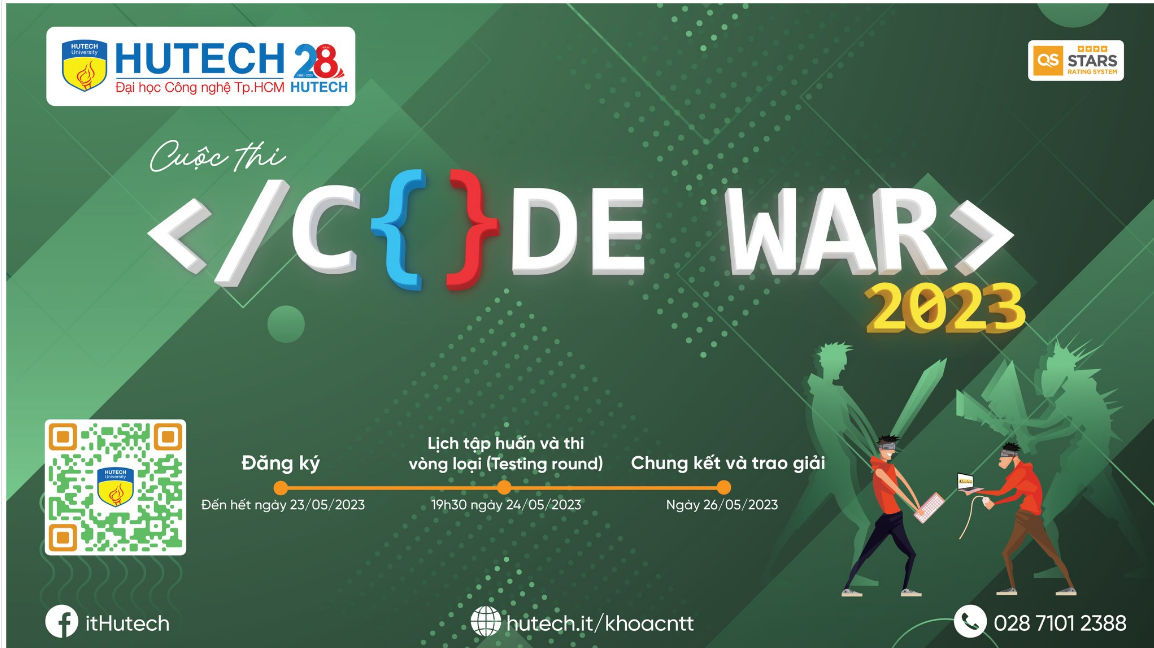 HUTECH
University
HUTECH
Đại học Công nghệ Tp.HCM
28
HUTECH
QS STARS
RATING SYSTEM
Cuộc thi
</C{ }DE WAR>
2023
HUTECH
University
Đăng ký
Đến hết ngày 23/05/2023
Lịch tập huấn và thi
vòng loại (Testing round)
19h30 ngày 24/05/2023
Chung kết và trao giải
Ngày 26/05/2023
itHutech
hutech.it/khoacntt
028 7101 2388